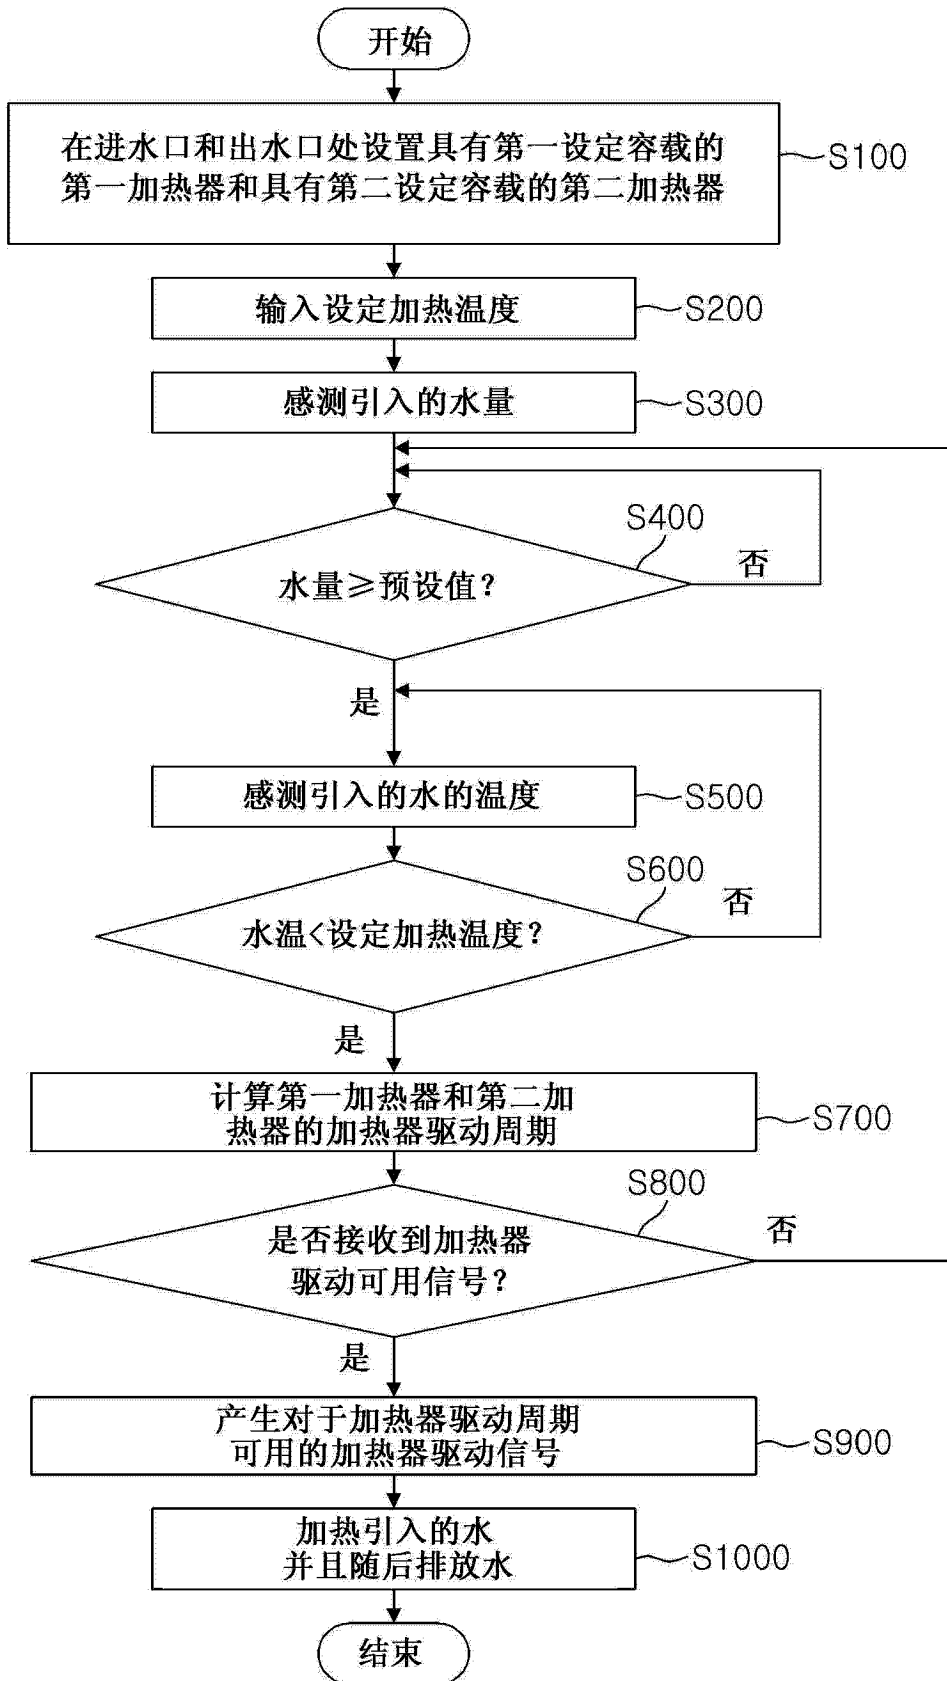 开始
在进水口和出水口处设置具有第一设定容载的
第一加热器和具有第二设定容载的第二加热器
S100
输入设定加热温度
S200
感测引入的水量
S300
S400
水量≥预设值?
否
是
感测引入的水的温度
S500
S600
水温<设定加热温度?
否
是
计算第一加热器和第二加
热器的加热器驱动周期
S700
S800
是否接收到加热器
驱动可用信号?
否
是
产生对于加热器驱动周期
可用的加热器驱动信号
S900
加热引入的水
并且随后排放水
S1000
结束